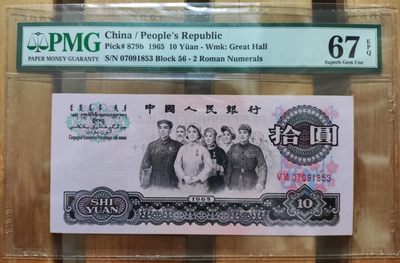 PMG
PAPER MONEY GUARANTY
China / People's Republic
Pick# 879b 1965 10 Yüan - Wmk: Great Hall
S/N 07091853 Block 56 - 2 Roman Numerals
67
EPQ
Superb Gem Unc
中國人民銀行
拾圓
V VI 07091853
SHI
YUAN
1965
10